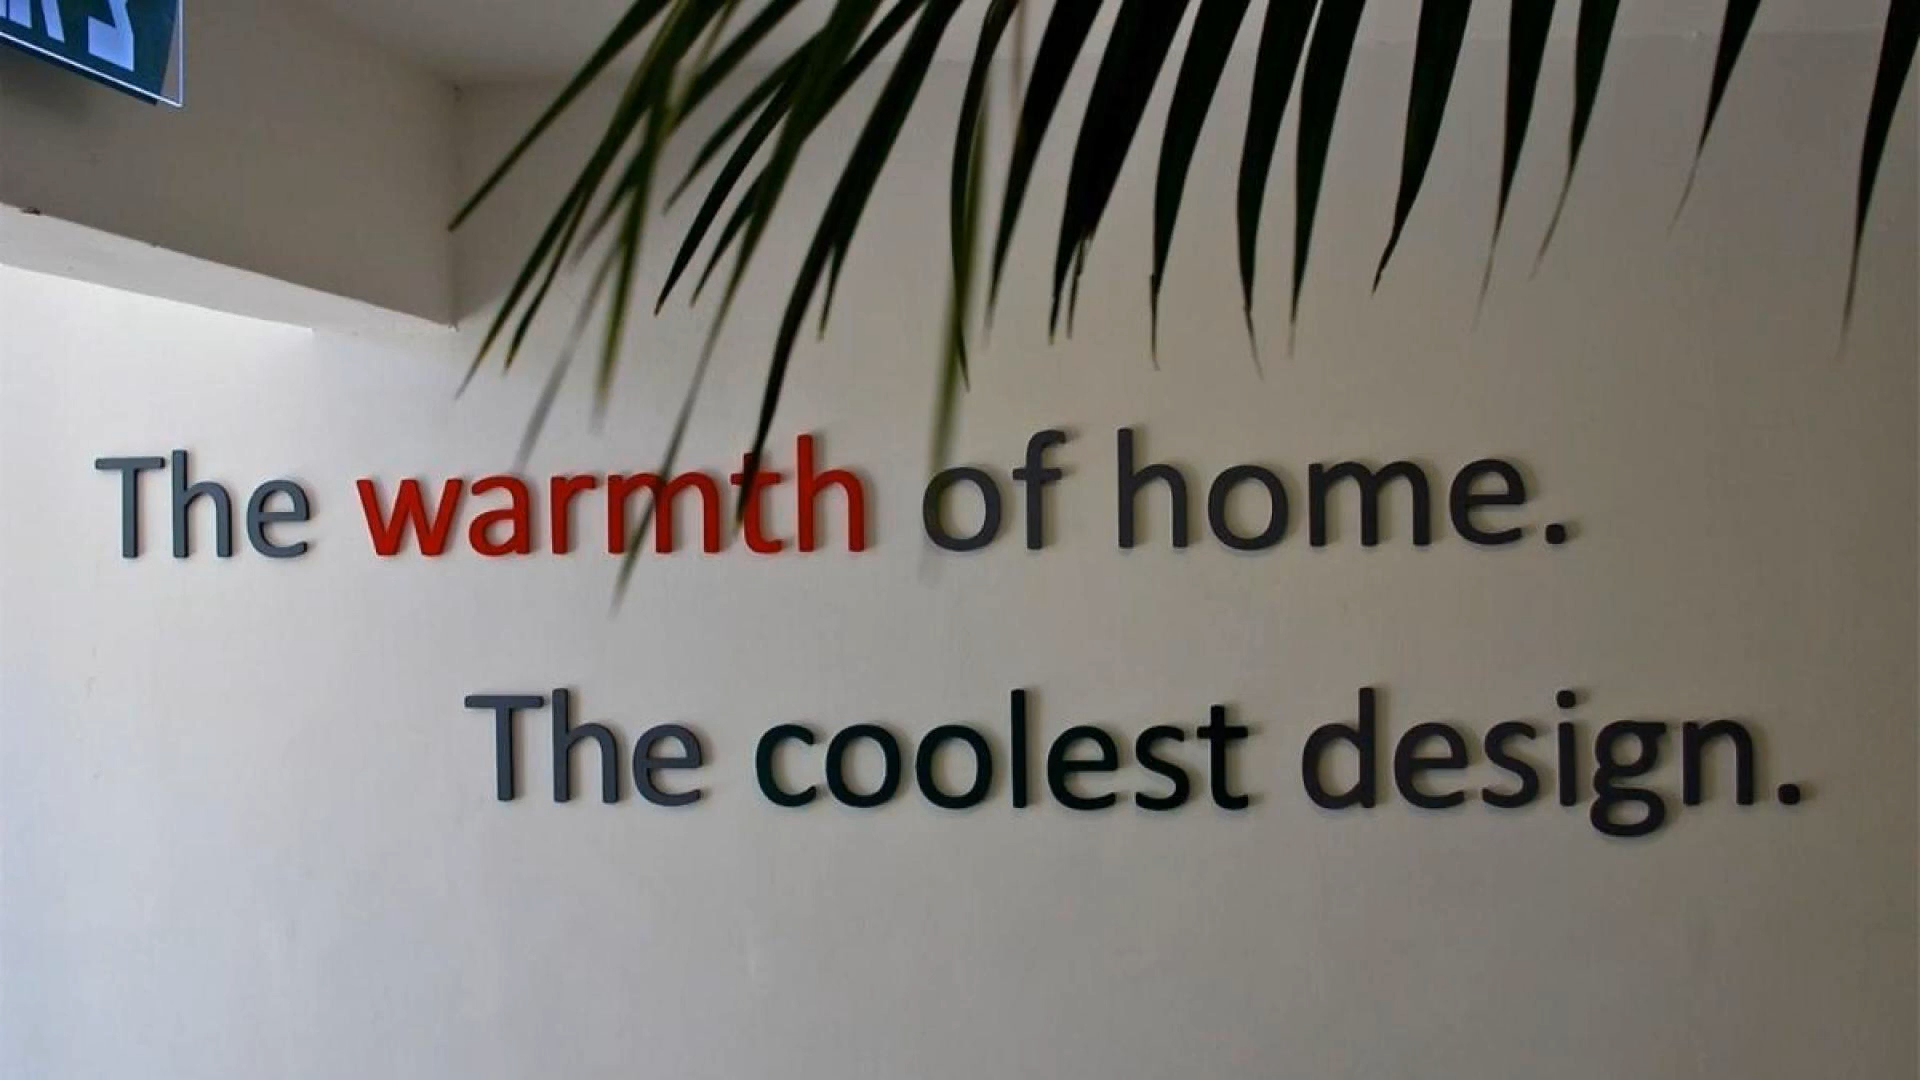 The warmth of home.
The coolest design.